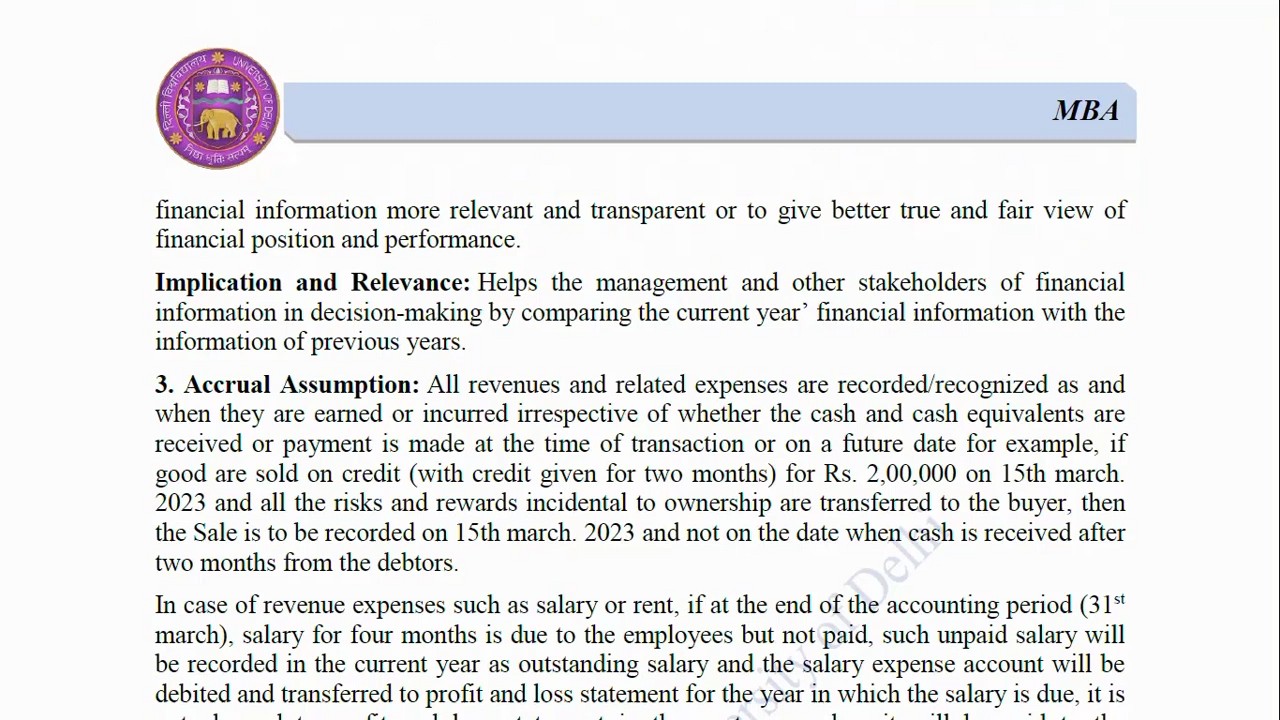 दिल्ली विश्वविद्यालय UNIVERSITY OF DELHI
निष्ठा धृतिः सत्यम्
MBA
financial information more relevant and transparent or to give better true and fair view of
financial position and performance.
Implication and Relevance: Helps the management and other stakeholders of financial
information in decision-making by comparing the current year’ financial information with the
information of previous years.
3. Accrual Assumption: All revenues and related expenses are recorded/recognized as and
when they are earned or incurred irrespective of whether the cash and cash equivalents are
received or payment is made at the time of transaction or on a future date for example, if
good are sold on credit (with credit given for two months) for Rs. 2,00,000 on 15th march.
2023 and all the risks and rewards incidental to ownership are transferred to the buyer, then
the Sale is to be recorded on 15th march. 2023 and not on the date when cash is received after
two months from the debtors.
In case of revenue expenses such as salary or rent, if at the end of the accounting period (31st
march), salary for four months is due to the employees but not paid, such unpaid salary will
be recorded in the current year as outstanding salary and the salary expense account will be
debited and transferred to profit and loss statement for the year in which the salary is due, it is